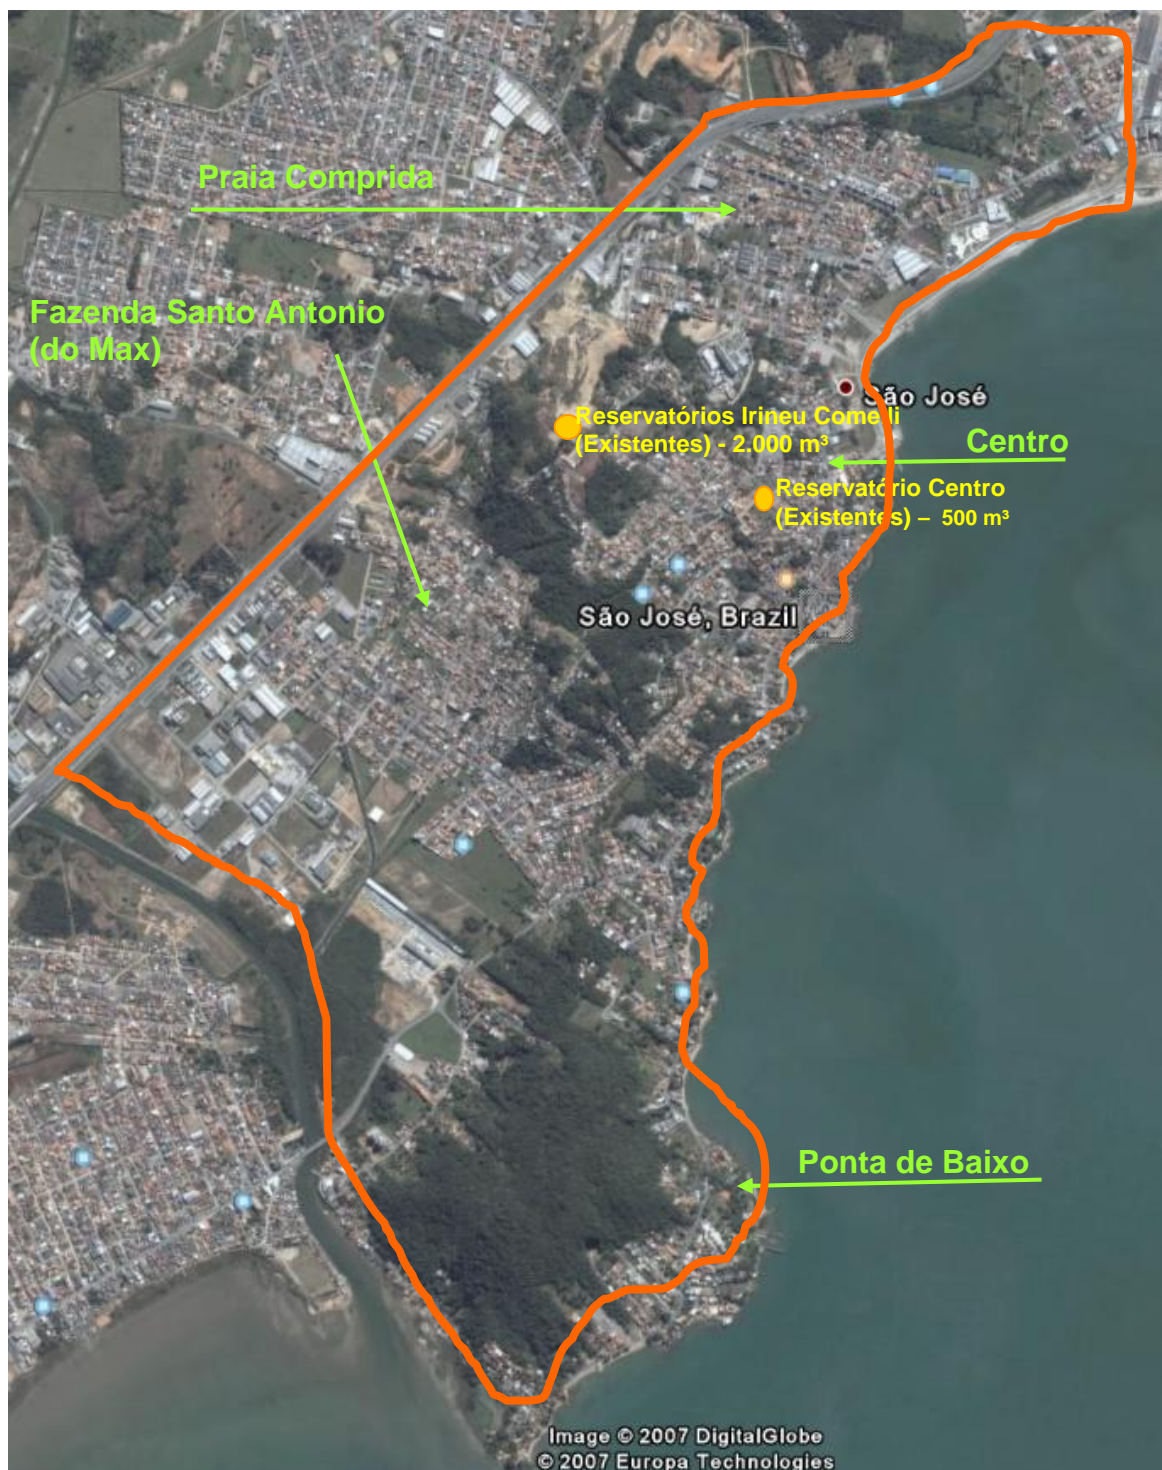 Praia Comprida
Fazenda Santo Antonio
(do Max)
São José
Reservatórios Irineu Comelli
(Existentes) - 2.000 m³
Centro
Reservatório Centro
(Existentes) – 500 m³
São José, Brazil
Ponta de Baixo
Image © 2007 DigitalGlobe
© 2007 Europa Technologies